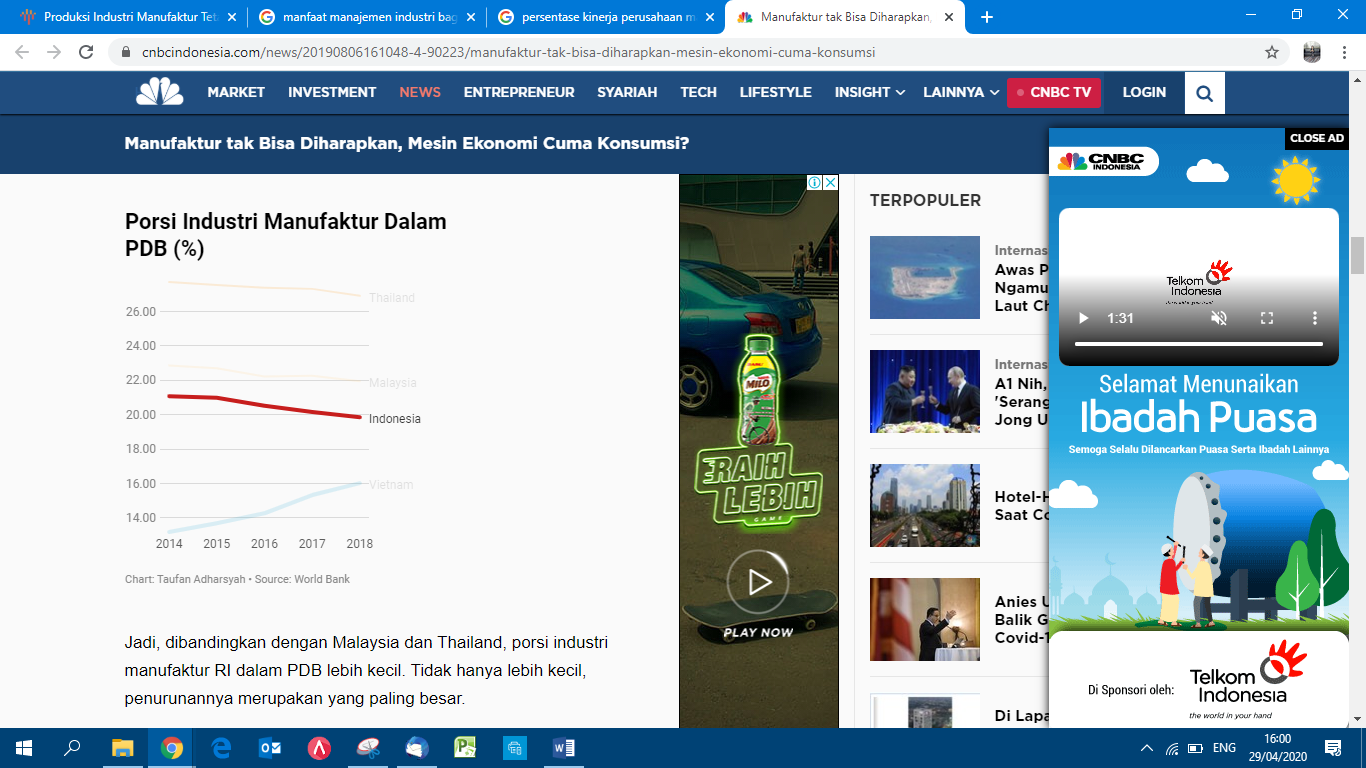 Produksi Industri Manufaktur Tet
manfaat manajemen industri bag
persentase kinerja perusahaan m
Manufaktur tak Bisa Diharapkan,
cnbcindonesia.com/news/20190806161048-4-90223/manufaktur-tak-bisa-diharapkan-mesin-ekonomi-cuma-konsumsi
MARKET INVESTMENT NEWS ENTREPRENEUR SYARIAH TECH LIFESTYLE INSIGHT LAINNYA CNBC TV LOGIN
Manufaktur tak Bisa Diharapkan, Mesin Ekonomi Cuma Konsumsi?
Porsi Industri Manufaktur Dalam
PDB (%)
Thailand
26.00
24.00
22.00
Malaysia
20.00
Indonesia
18.00
16.00
Vietnam
14.00
2014 2015 2016 2017 2018
Chart: Taufan Adharsyah • Source: World Bank
Jadi, dibandingkan dengan Malaysia dan Thailand, porsi industri
manufaktur RI dalam PDB lebih kecil. Tidak hanya lebih kecil,
penurunannya merupakan yang paling besar.
MILO
RAIH
LEBIH
GAME
PLAY NOW
TERPOPULER
Internas
Awas P
Ngamu
Laut Ch
Internas
A1 Nih,
'Serang
Jong U
Hotel-H
Saat Co
Anies U
Balik G
Covid-1
Di Lapa
CLOSE AD
CNBC
INDONESIA
Telkom
Indonesia
1:31
Selamat Menunaikan
Ibadah Puasa
Semoga Selalu Dilancarkan Puasa Serta Ibadah Lainnya
Di Sponsori oleh:
Telkom
Indonesia
the world in your hand
ENG
16:00
29/04/2020